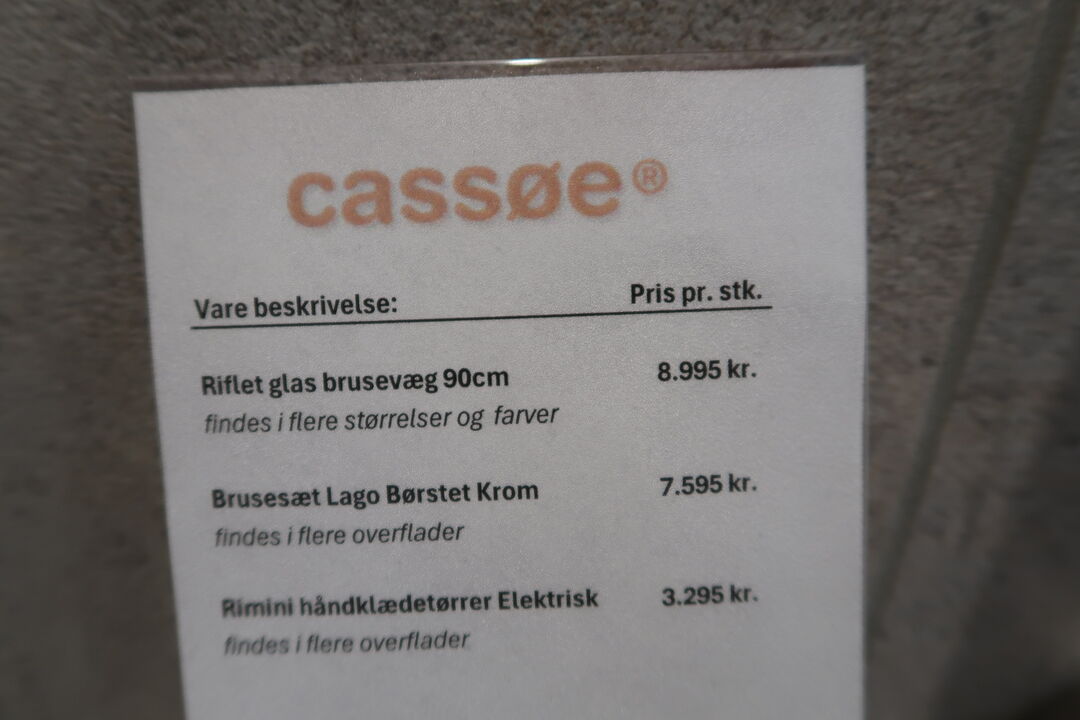 cassøe®
Vare beskrivelse: Pris pr. stk.
Riflet glas brusevæg 90cm 8.995 kr.
findes i flere størrelser og farver
Brusesæt Lago Børstet Krom 7.595 kr.
findes i flere overflader
Rimini håndklædetørrer Elektrisk 3.295 kr.
findes i flere overflader